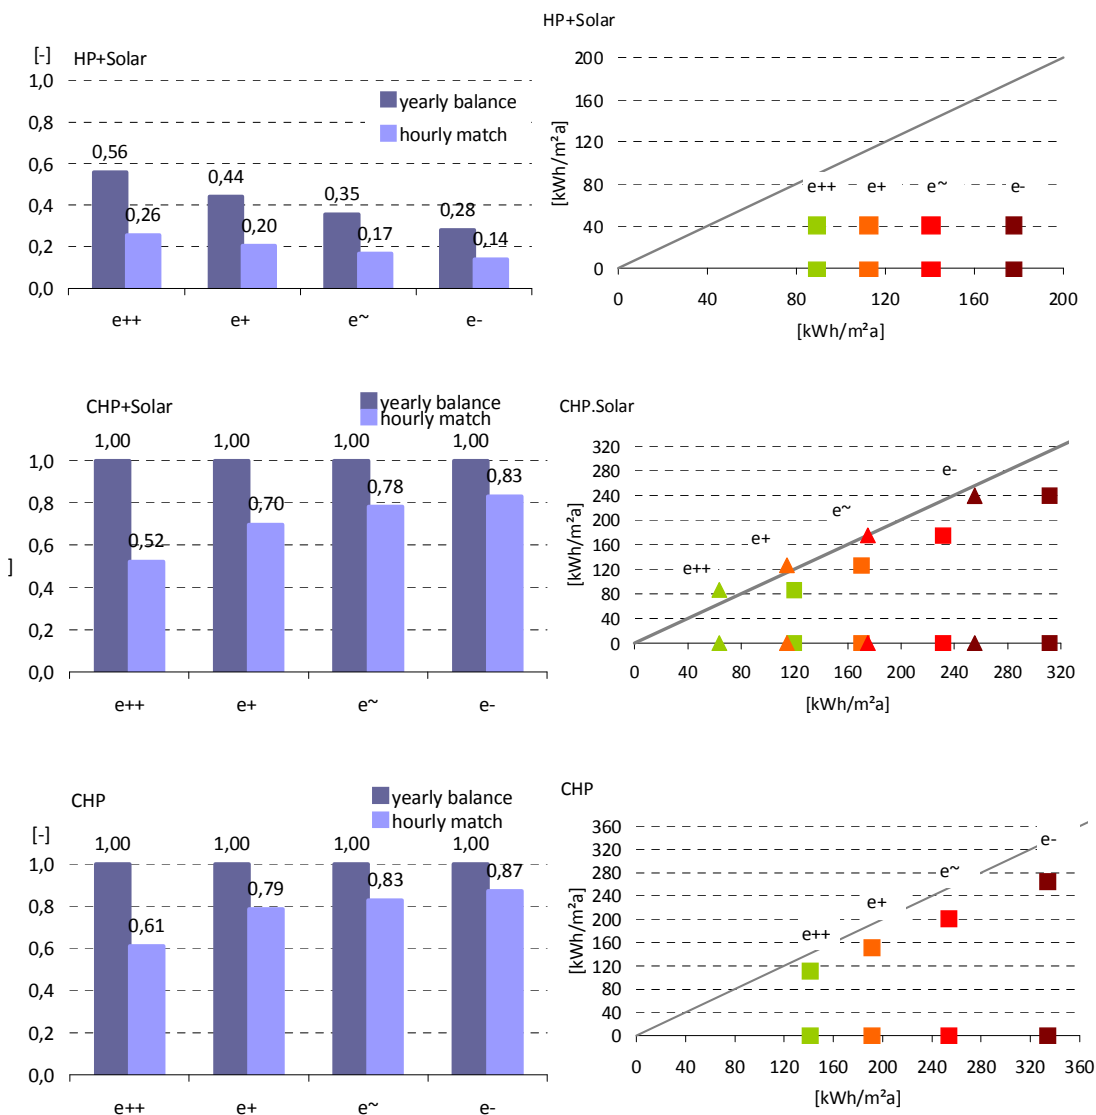 HP+Solar
[-]
HP+Solar
1,0
0,8
0,6
0,4
0,2
0,0
yearly balance
hourly match
0,56
0,26
0,44
0,20
0,35
0,17
0,28
0,14
e++ e+ e~ e-
[kWh/m²a]
200
160
120
80
40
0
e++ e+ e~ e-
0 40 80 120 160 200
[kWh/m²a]
CHP+Solar
yearly balance
hourly match
1,00 1,00 1,00 1,00
]
1,0
0,8
0,6
0,4
0,2
0,0
0,52
0,70
0,78
0,83
e++ e+ e~ e-
CHP.Solar
[kWh/m²a]
320
280
240
200
160
120
80
40
0
e-
e~
e+
e++
0 40 80 120 160 200 240 280 320
[kWh/m²a]
CHP
yearly balance
hourly match
[-]
1,00 1,00 1,00 1,00
1,0
0,8
0,6
0,4
0,2
0,0
0,61
0,79
0,83
0,87
e++ e+ e~ e-
CHP
[kWh/m²a]
360
320
280
240
200
160
120
80
40
0
e-
e~
e+
e++
0 40 80 120 160 200 240 280 320 360
[kWh/m²a]